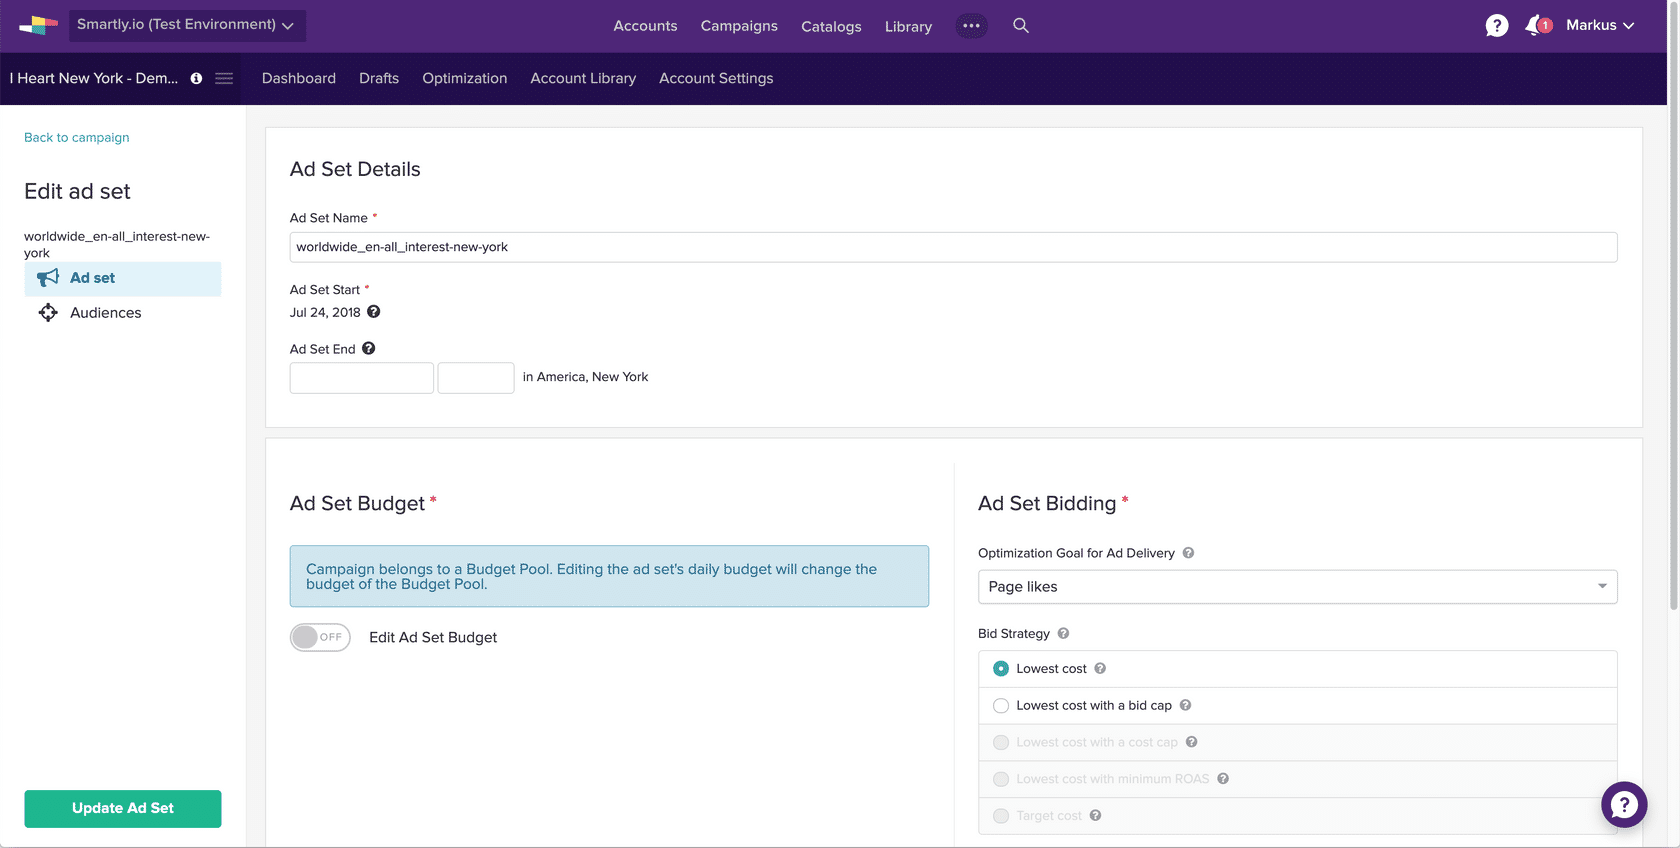 Smartly.io (Test Environment)
Accounts
Campaigns
Catalogs
Library
?
1
Markus
I Heart New York - Dem...
Dashboard
Drafts
Optimization
Account Library
Account Settings
Back to campaign
Edit ad set
worldwide_en-all_interest-new-
york
Ad set
Audiences
Update Ad Set
Ad Set Details
Ad Set Name *
worldwide_en-all_interest-new-york
Ad Set Start *
Jul 24, 2018 ?
Ad Set End ?
in America, New York
Ad Set Budget *
Campaign belongs to a Budget Pool. Editing the ad set's daily budget will change the
budget of the Budget Pool.
OFF
Edit Ad Set Budget
Ad Set Bidding *
Optimization Goal for Ad Delivery ?
Page likes
Bid Strategy ?
Lowest cost ?
Lowest cost with a bid cap ?
Lowest cost with a cost cap ?
Lowest cost with minimum ROAS ?
Target cost ?
?